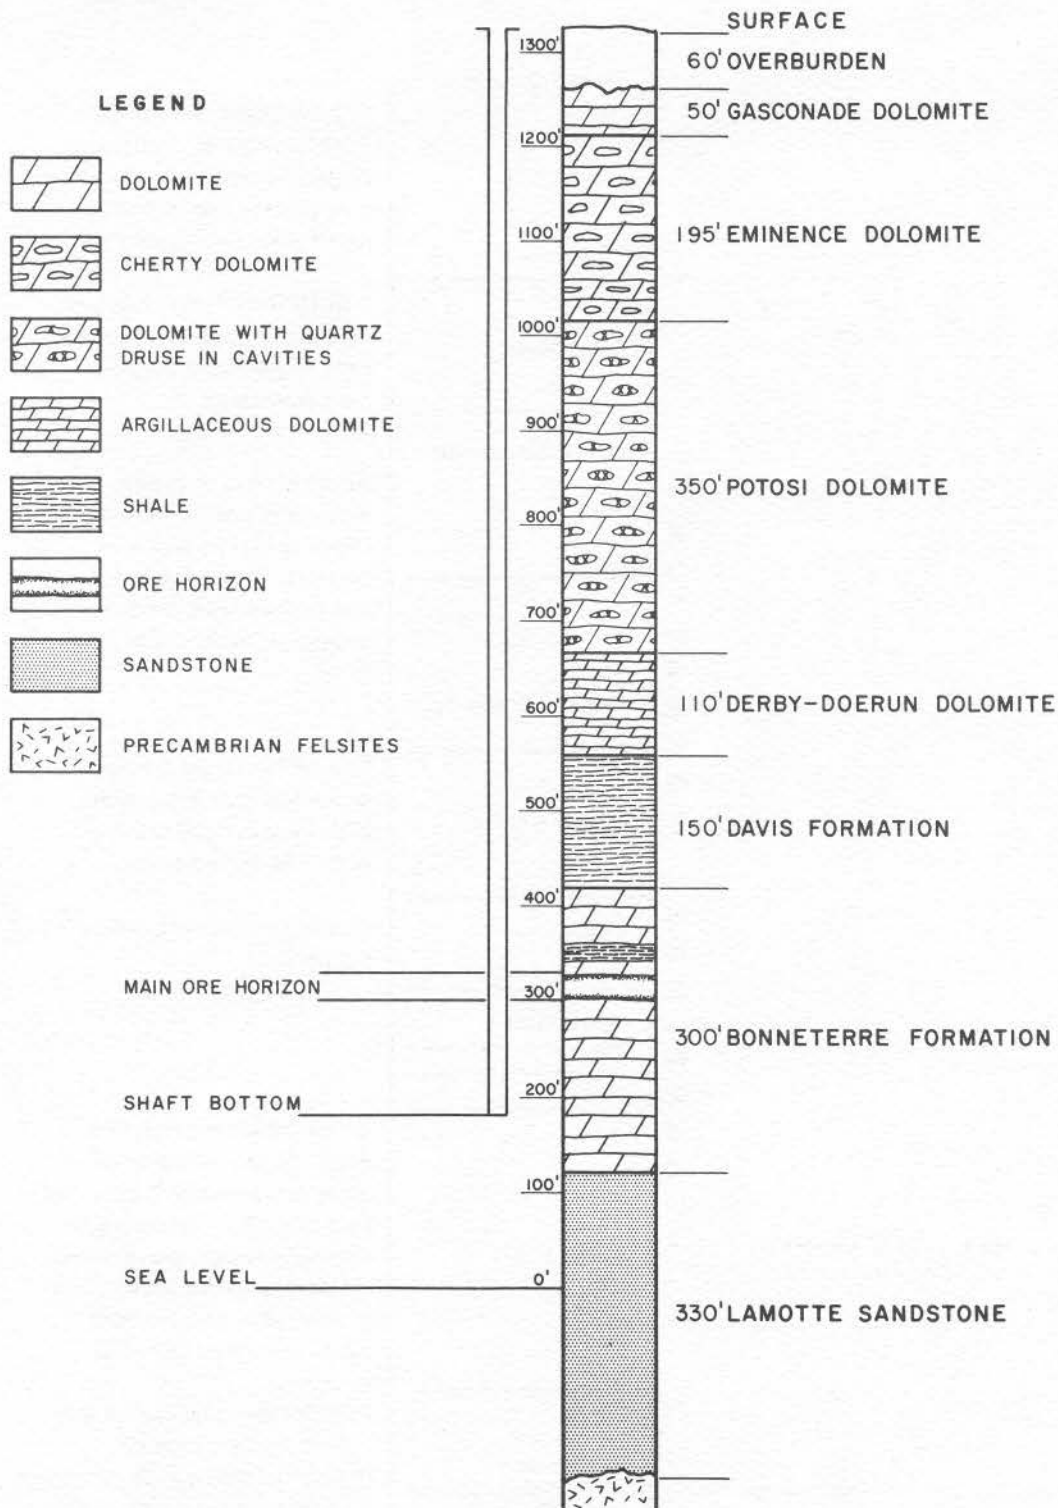 LEGEND
DOLOMITE
CHERTY DOLOMITE
DOLOMITE WITH QUARTZ
DRUSE IN CAVITIES
ARGILLACEOUS DOLOMITE
SHALE
ORE HORIZON
SANDSTONE
PRECAMBRIAN FELSITES
MAIN ORE HORIZON
SHAFT BOTTOM
SEA LEVEL
1300'
1200'
1100'
1000'
900'
800'
700'
600'
500'
400'
300'
200'
100'
0'
SURFACE
60' OVERBURDEN
50' GASCONADE DOLOMITE
195' EMINENCE DOLOMITE
350' POTOSI DOLOMITE
110' DERBY-DOERUN DOLOMITE
150' DAVIS FORMATION
300' BONNETERRE FORMATION
330' LAMOTTE SANDSTONE